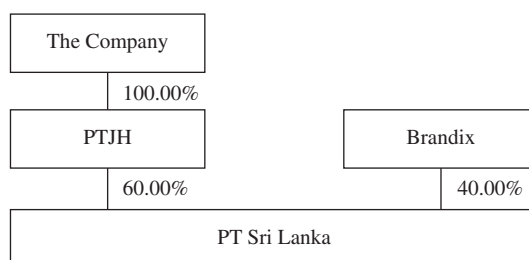 The Company
100.00%
PTJH
Brandix
60.00%
40.00%
PT Sri Lanka